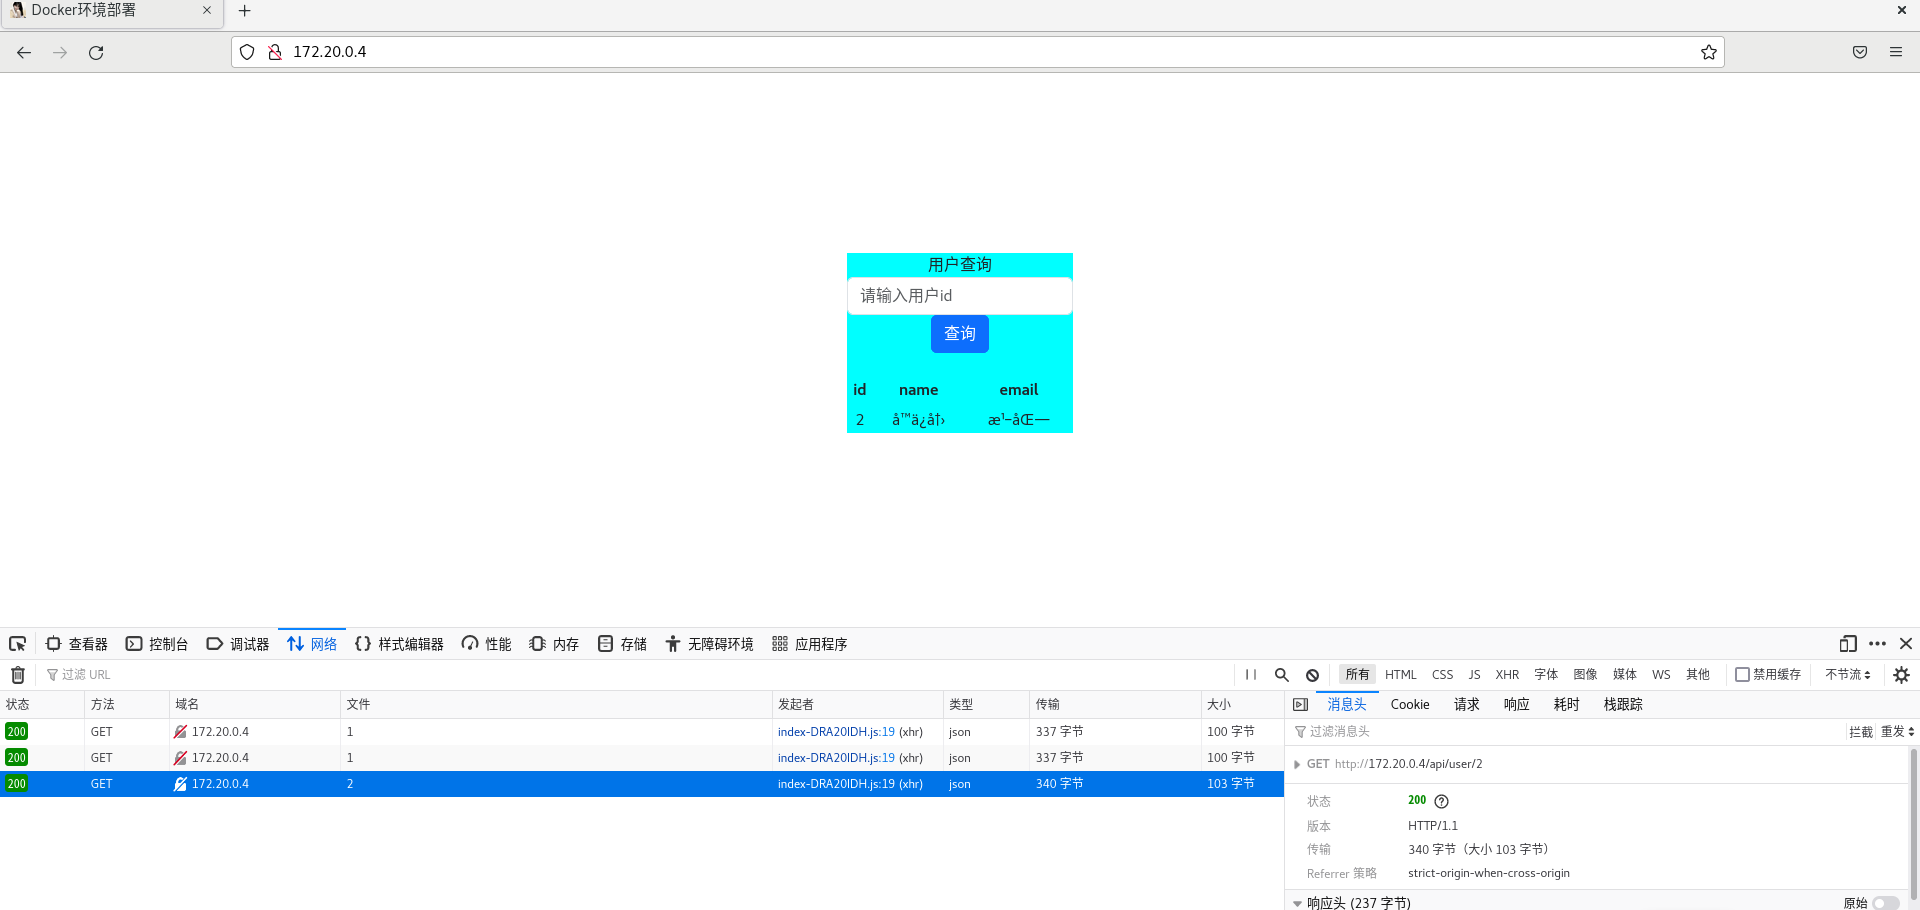 Docker环境部署
172.20.0.4
用户查询
请输入用户id
查询
id name email
2 å™ä¿å†› æ¹–åŒ—
查看器 控制台 调试器 网络 样式编辑器 性能 内存 存储 无障碍环境 应用程序
过滤 URL 所有 HTML CSS JS XHR 字体 图像 媒体 WS 其他 禁用缓存 不节流
状态 方法 域名 文件 发起者 类型 传输 大小
200 GET 172.20.0.4 1 index-DRA20IDH.js:19 (xhr) json 337 字节 100 字节
200 GET 172.20.0.4 1 index-DRA20IDH.js:19 (xhr) json 337 字节 100 字节
200 GET 172.20.0.4 2 index-DRA20IDH.js:19 (xhr) json 340 字节 103 字节
消息头 Cookie 请求 响应 耗时 栈跟踪
过滤消息头 拦截 重发
GET http://172.20.0.4/api/user/2
状态 200
版本 HTTP/1.1
传输 340 字节（大小 103 字节）
Referrer 策略 strict-origin-when-cross-origin
响应头 (237 字节) 原始